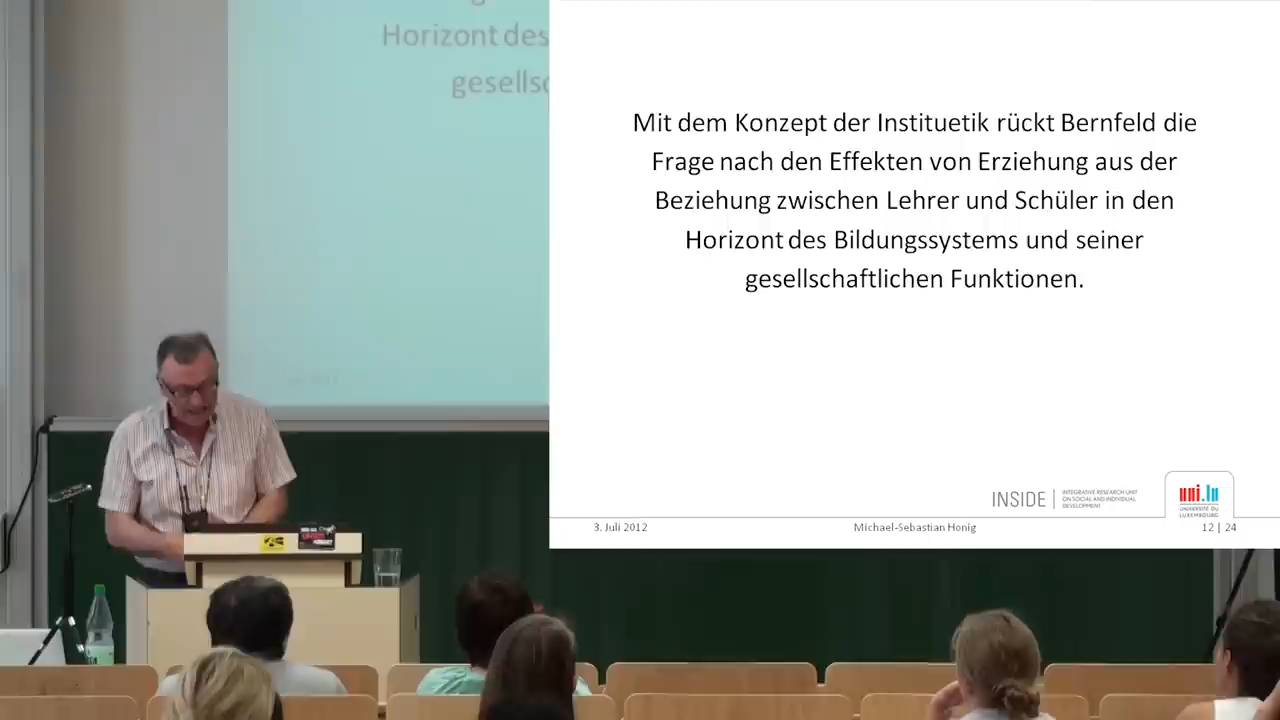 Horizont des
Mit dem Konzept der Instituetik rückt Bernfeld die
Frage nach den Effekten von Erziehung aus der
Beziehung zwischen Lehrer und Schüler in den
Horizont des Bildungssystems und seiner
gesellschaftlichen Funktionen.
INSIDE
INTEGRATIVE RESEARCH UNIT
ON SOCIAL AND INDIVIDUAL
DEVELOPMENT
uni.lu
UNIVERSITÉ DU
LUXEMBOURG
3. Juli 2012
Michael-Sebastian Honig
12 | 24